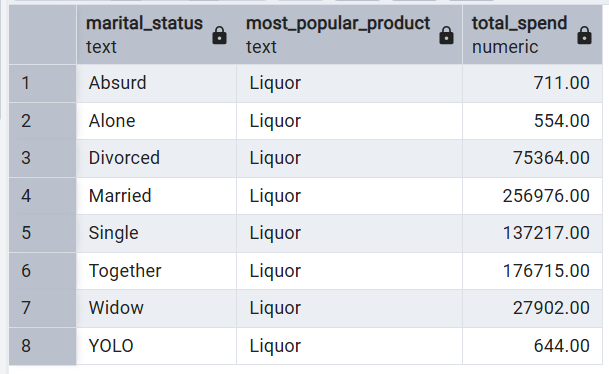 marital_status most_popular_product total_spend
text text numeric
1 Absurd Liquor 711.00
2 Alone Liquor 554.00
3 Divorced Liquor 75364.00
4 Married Liquor 256976.00
5 Single Liquor 137217.00
6 Together Liquor 176715.00
7 Widow Liquor 27902.00
8 YOLO Liquor 644.00